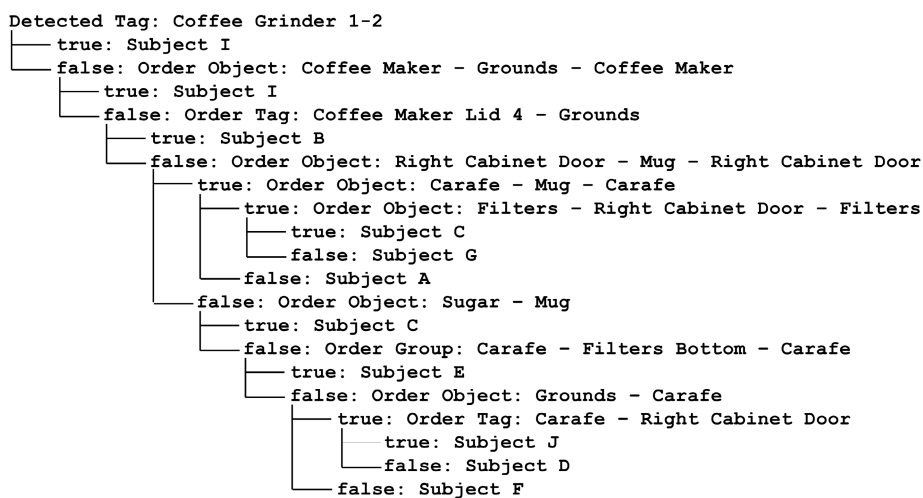 Detected Tag: Coffee Grinder 1-2
true: Subject I
false: Order Object: Coffee Maker – Grounds – Coffee Maker
true: Subject I
false: Order Tag: Coffee Maker Lid 4 – Grounds
true: Subject B
false: Order Object: Right Cabinet Door – Mug – Right Cabinet Door
true: Order Object: Carafe – Mug – Carafe
true: Order Object: Filters – Right Cabinet Door – Filters
true: Subject C
false: Subject G
false: Subject A
false: Order Object: Sugar – Mug
true: Subject C
false: Order Group: Carafe – Filters Bottom – Carafe
true: Subject E
false: Order Object: Grounds – Carafe
true: Order Tag: Carafe – Right Cabinet Door
true: Subject J
false: Subject D
false: Subject F